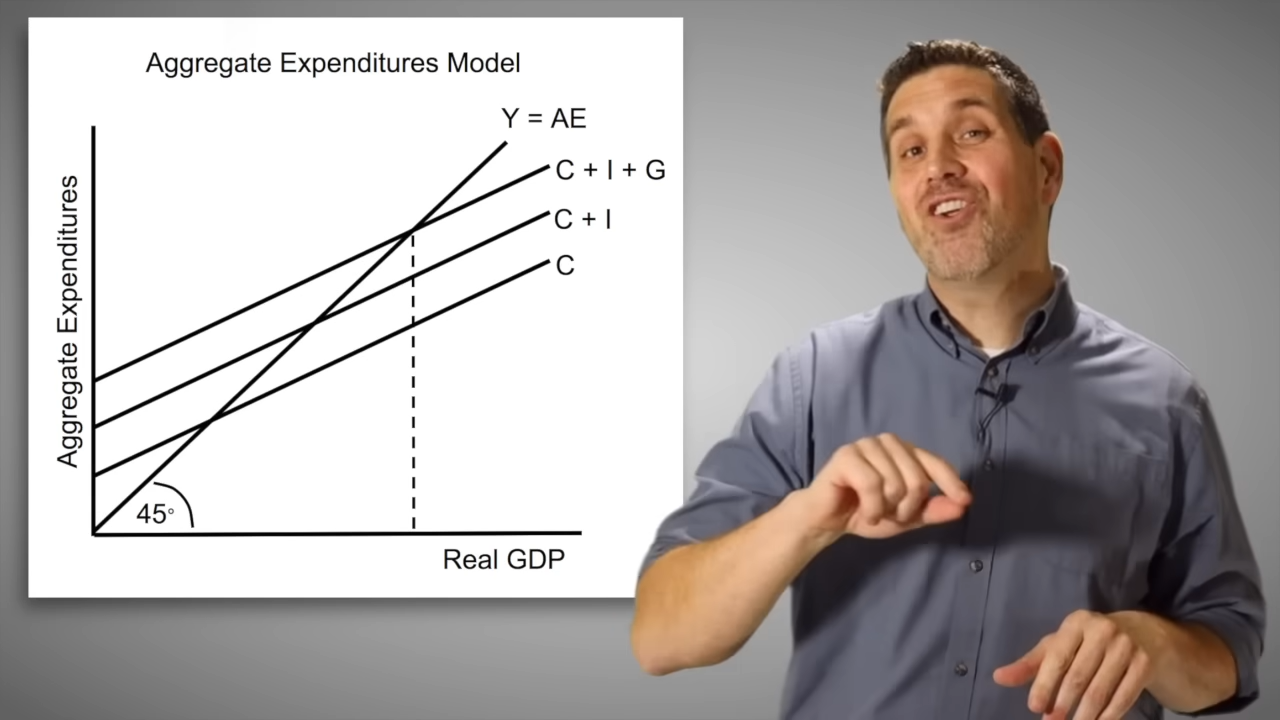 Aggregate Expenditures Model
Y = AE
C + I + G
C + I
C
Aggregate Expenditures
45°
Real GDP